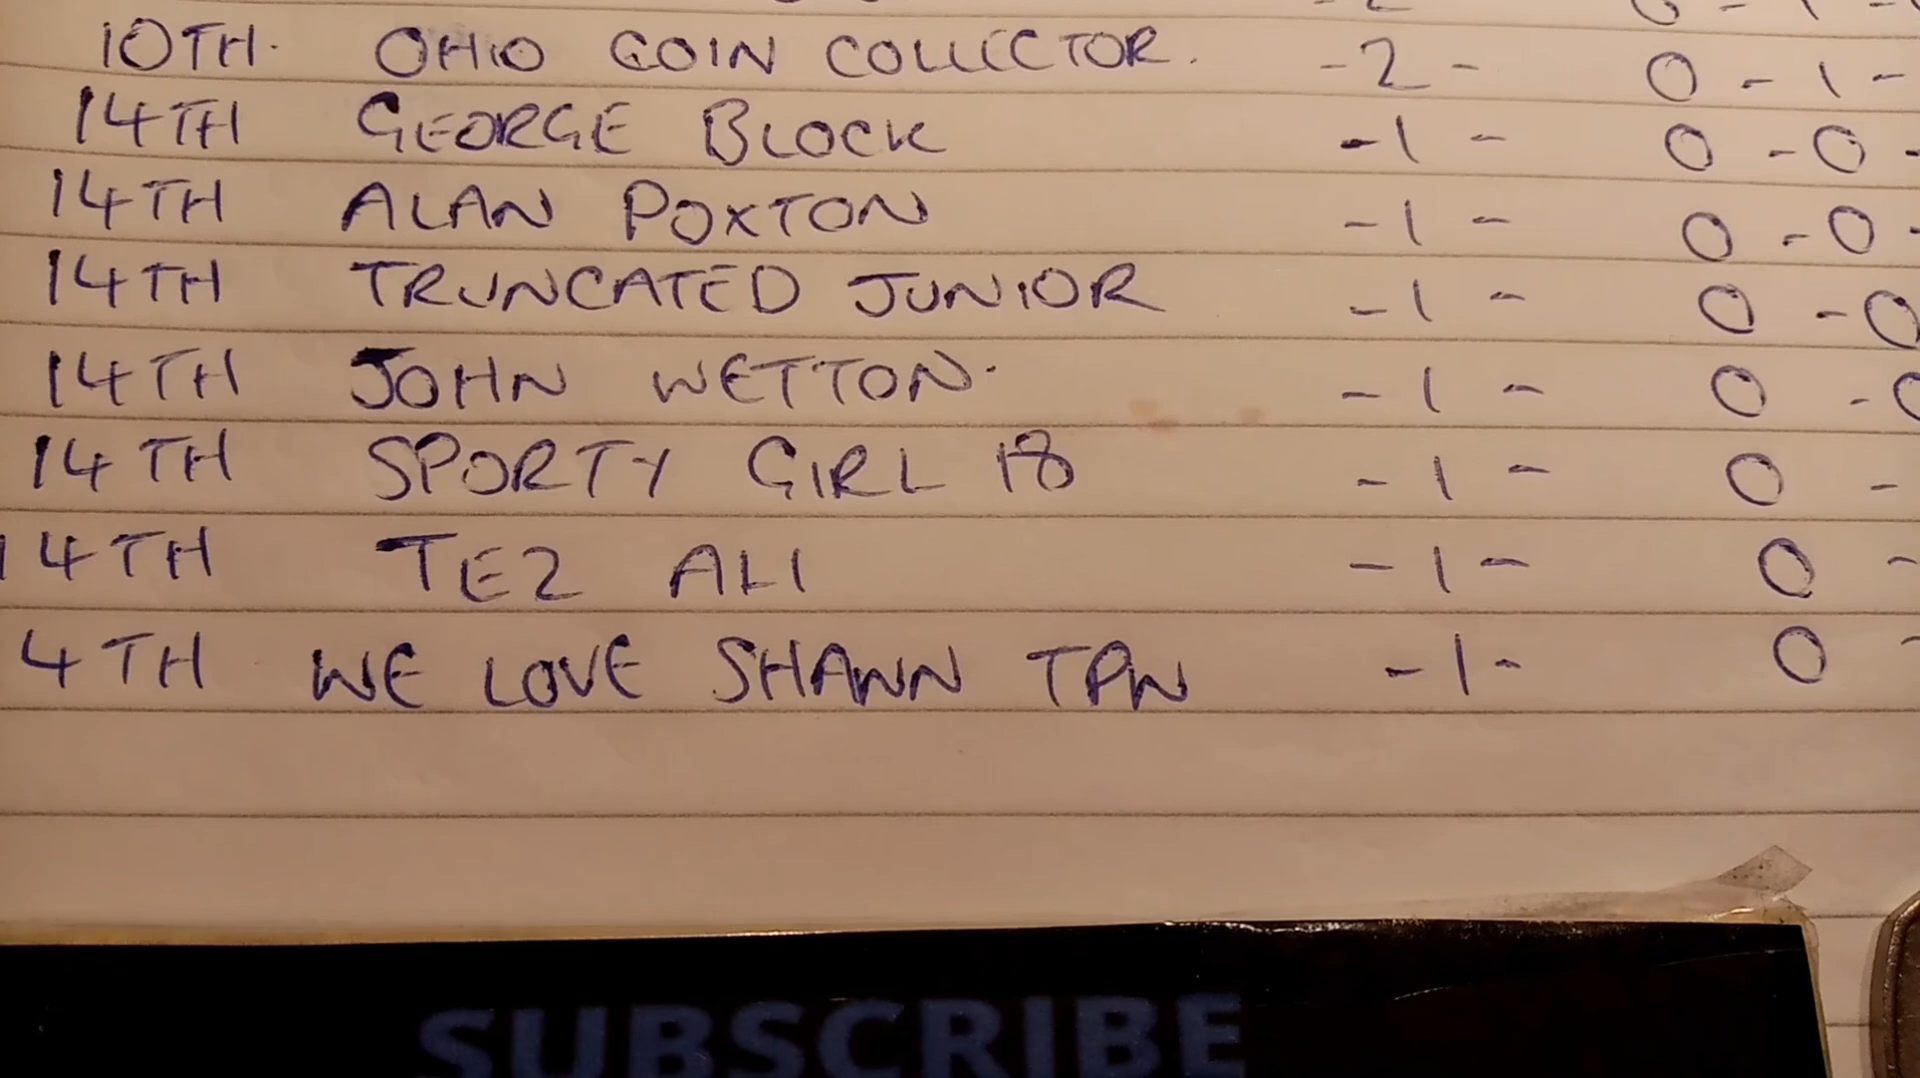 10TH. OHIO COIN COLLECTOR. - 2 - 0 - 1 -
14TH GEORGE BLOCK - 1 - 0 - 0 -
14TH ALAN POXTON - 1 - 0 - 0 -
14TH TRUNCATED JUNIOR - 1 - 0 - 0
14TH JOHN WETTON. - 1 - 0 - 0
14TH SPORTY GIRL 18 - 1 - 0 -
14TH TEZ ALI - 1 - 0 -
4TH WE LOVE SHAWN TPW - 1 - 0 -
SUBSCRIBE